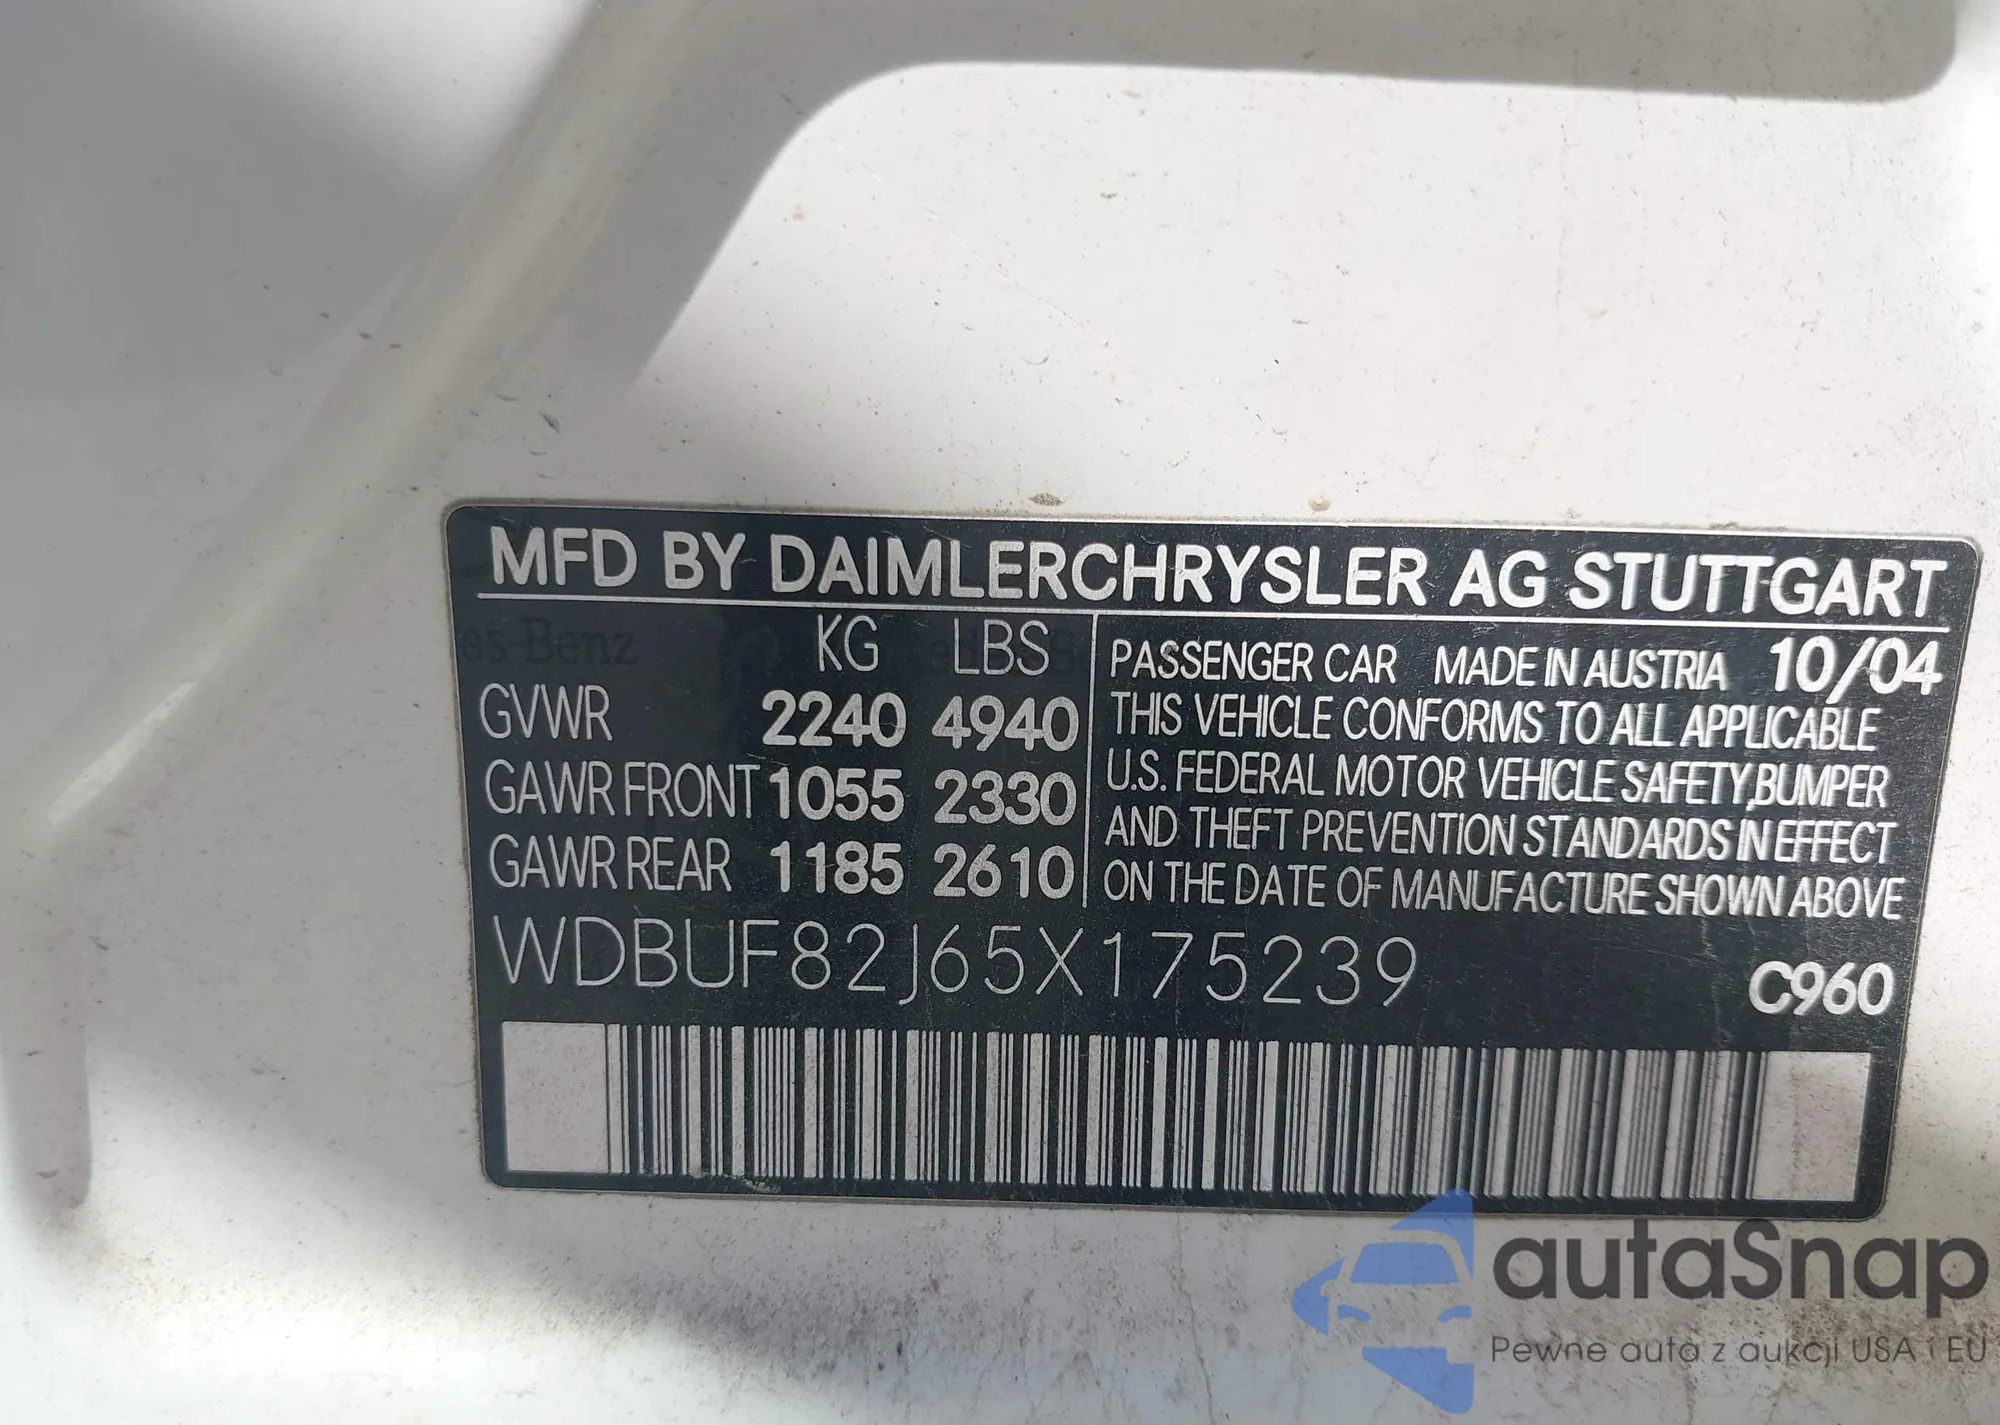 MFD BY DAIMLERCHRYSLER AG STUTTGART
KG LBS
GVWR 2240 4940
GAWR FRONT 1055 2330
GAWR REAR 1185 2610
PASSENGER CAR MADE IN AUSTRIA 10/04
THIS VEHICLE CONFORMS TO ALL APPLICABLE
U.S. FEDERAL MOTOR VEHICLE SAFETY, BUMPER
AND THEFT PREVENTION STANDARDS IN EFFECT
ON THE DATE OF MANUFACTURE SHOWN ABOVE
WDBUF82J65X175239
C960
es-Benz
autaSnap
Pewne auta z aukcji USA i EU